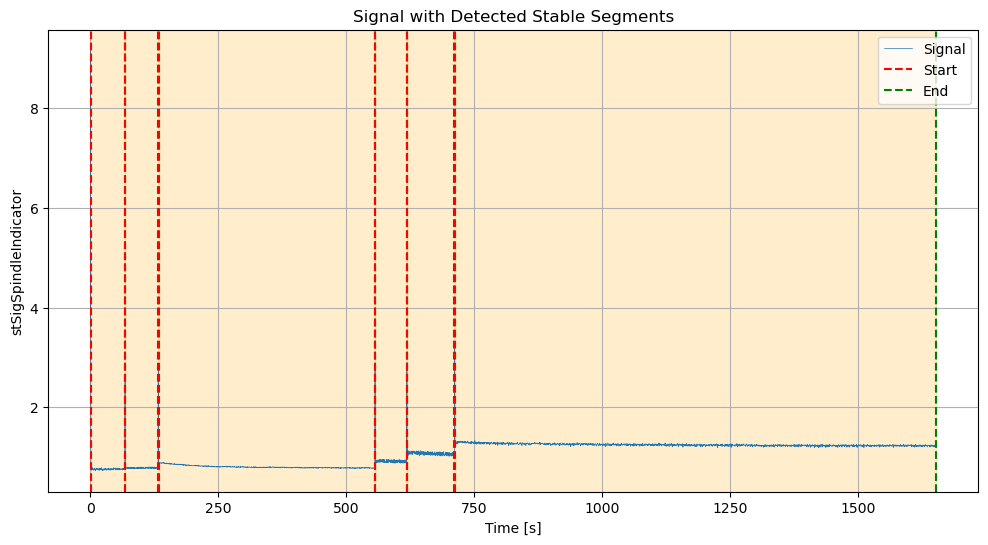 Signal with Detected Stable Segments
Signal
Start
End
8
6
4
2
stSigSpindleIndicator
0
250
500
750
1000
1250
1500
Time [s]